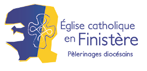 Église catholique
en Finistère
Pèlerinages diocésains